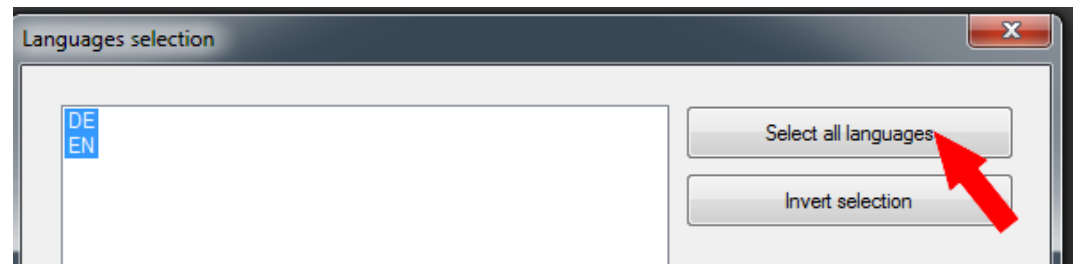 Languages selection
DE
EN
Select all languages
Invert selection